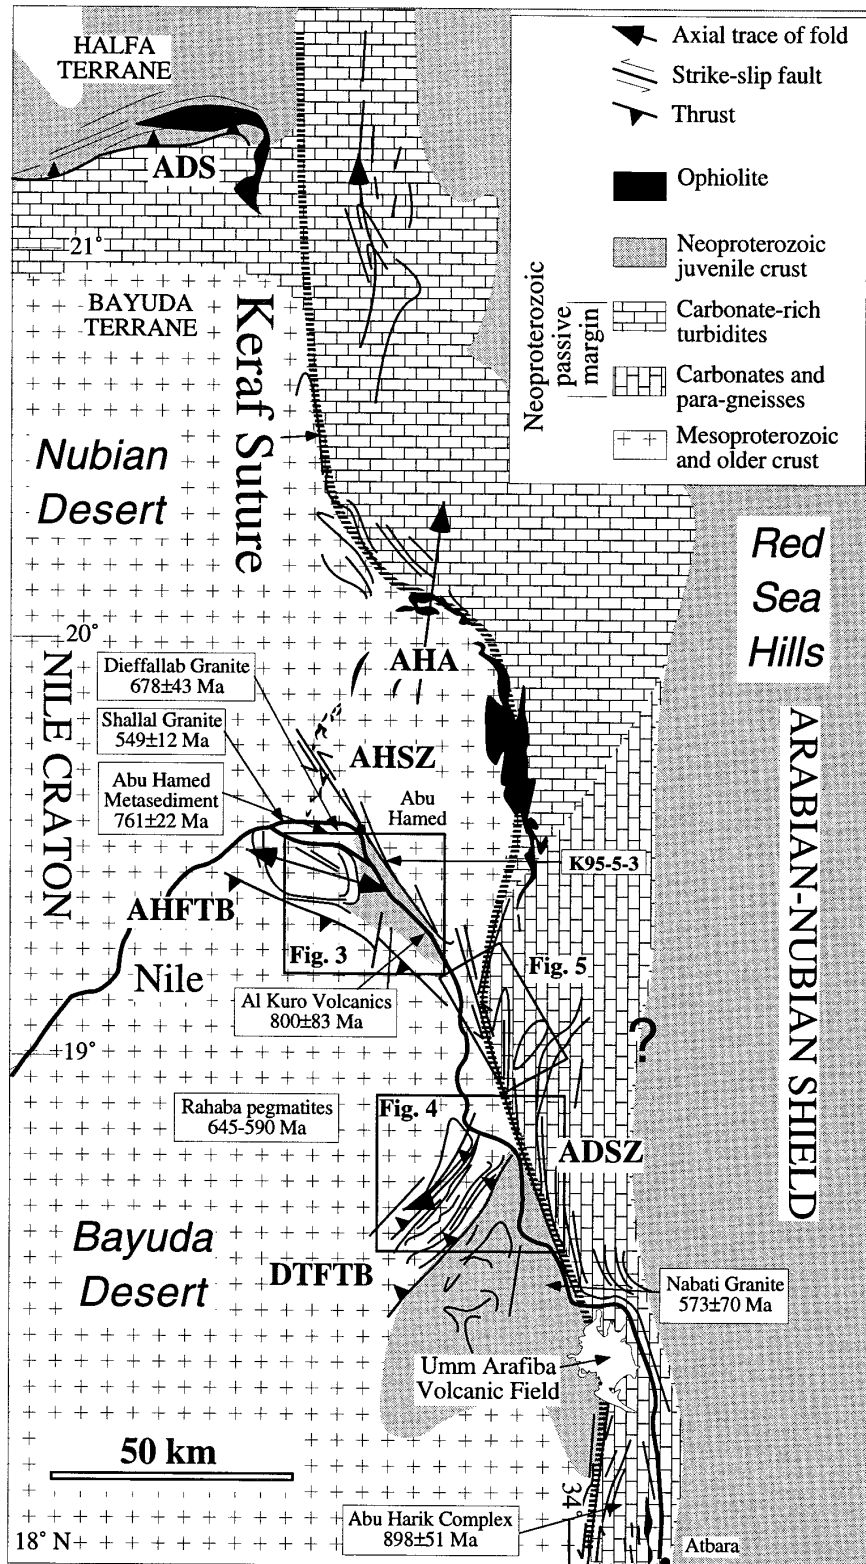 HALFA
TERRANE
ADS
21°
BAYUDA
TERRANE
Keraf Suture
Nubian
Desert
Axial trace of fold
Strike-slip fault
Thrust
Ophiolite
Neoproterozoic
juvenile crust
Neoproterozoic
passive
margin
Carbonate-rich
turbidites
Carbonates and
para-gneisses
Mesoproterozoic
and older crust
Red
Sea
Hills
20°
NILE CRATON
AHA
Dieffallab Granite
678±43 Ma
Shallal Granite
549±12 Ma
Abu Hamed
Metasediment
761±22 Ma
AHSZ
Abu
Hamed
ARABIAN-NUBIAN SHIELD
K95-5-3
AHFTB
Fig. 3
Fig. 5
Nile
Al Kuro Volcanics
800±83 Ma
?
19°
Rahaba pegmatites
645-590 Ma
Fig. 4
ADSZ
Bayuda
Desert
DTFTB
Nabati Granite
573±70 Ma
Umm Arafiba
Volcanic Field
50 km
34°
Abu Harik Complex
898±51 Ma
18° N
Atbara